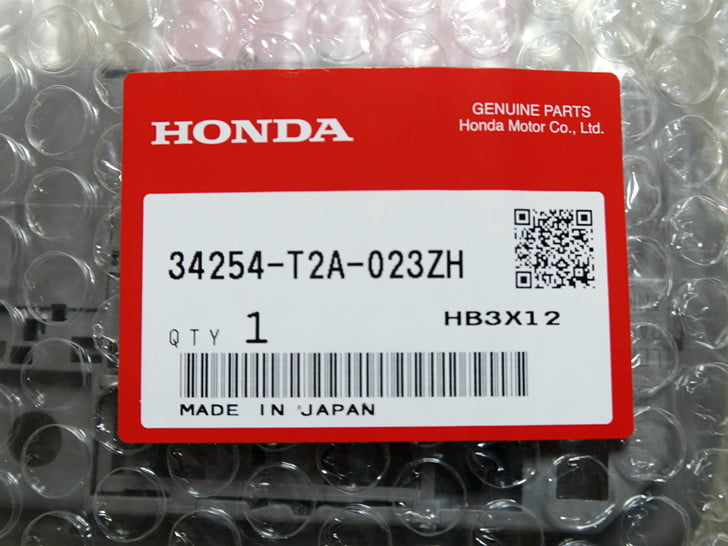 HONDA
GENUINE PARTS
Honda Motor Co., Ltd.
34254-T2A-023ZH
HB3X12
QTY 1
MADE IN JAPAN